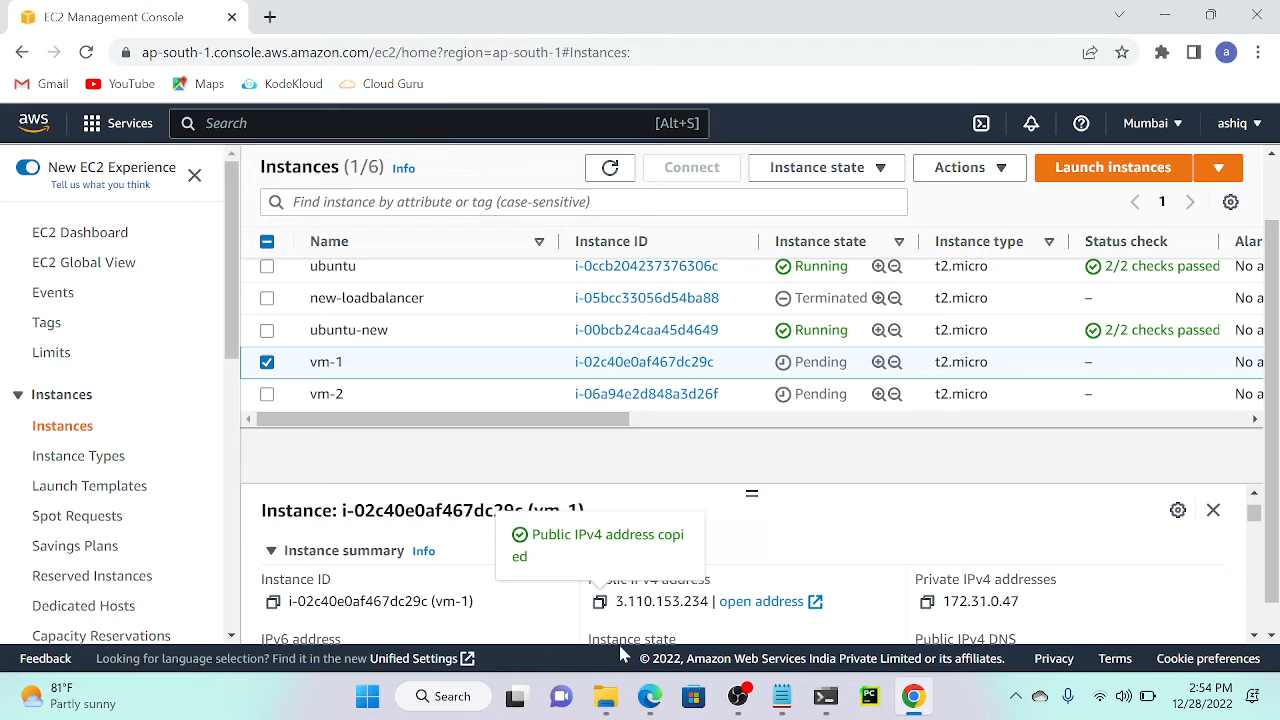 EC2 Management Console
ap-south-1.console.aws.amazon.com/ec2/home?region=ap-south-1#Instances:
a
Gmail YouTube Maps KodeKloud Cloud Guru
aws Services Search [Alt+S] Mumbai ashiq
New EC2 Experience
Tell us what you think
EC2 Dashboard
EC2 Global View
Events
Tags
Limits
Instances
Instances
Instance Types
Launch Templates
Spot Requests
Savings Plans
Reserved Instances
Dedicated Hosts
Capacity Reservations
Instances (1/6) Info Connect Instance state Actions Launch instances
Find instance by attribute or tag (case-sensitive) 1
Name Instance ID Instance state Instance type Status check Alar
ubuntu i-0ccb204237376306c Running t2.micro 2/2 checks passed No a
new-loadbalancer i-05bcc33056d54ba88 Terminated t2.micro – No a
ubuntu-new i-00bcb24caa45d4649 Running t2.micro 2/2 checks passed No a
vm-1 i-02c40e0af467dc29c Pending t2.micro – No a
vm-2 i-06a94e2d848a3d26f Pending t2.micro – No a
Instance: i-02c40e0af467dc29c (vm-1)
Public IPv4 address copi
ed
Instance summary Info
Instance ID Public IPv4 address Private IPv4 addresses
i-02c40e0af467dc29c (vm-1) 3.110.153.234 | open address 172.31.0.47
IPv6 address Instance state Public IPv4 DNS
Feedback Looking for language selection? Find it in the new Unified Settings © 2022, Amazon Web Services India Private Limited or its affiliates. Privacy Terms Cookie preferences
81°F
Partly sunny
Search
PC
2:54 PM
12/28/2022